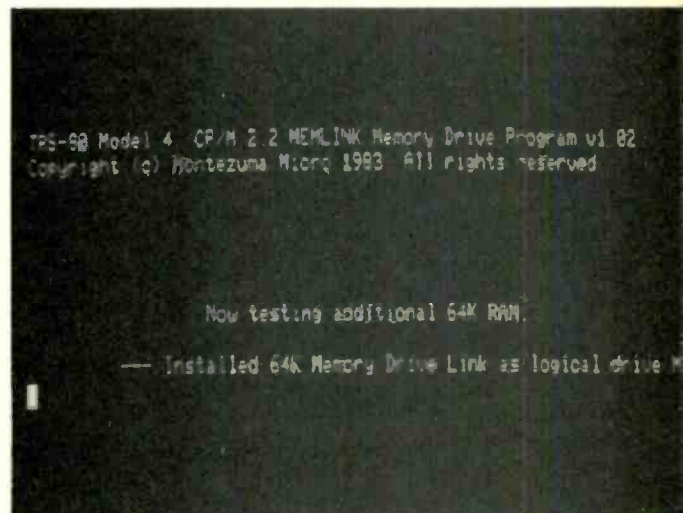 TRS-80 Model 4 CP/M 2.2 MEMLINK Memory Drive Program v1.02
Copyright (c) Montezuma Micro 1983 All rights reserved
Now testing additional 64K RAM.
—— Installed 64K Memory Drive Link as logical drive M